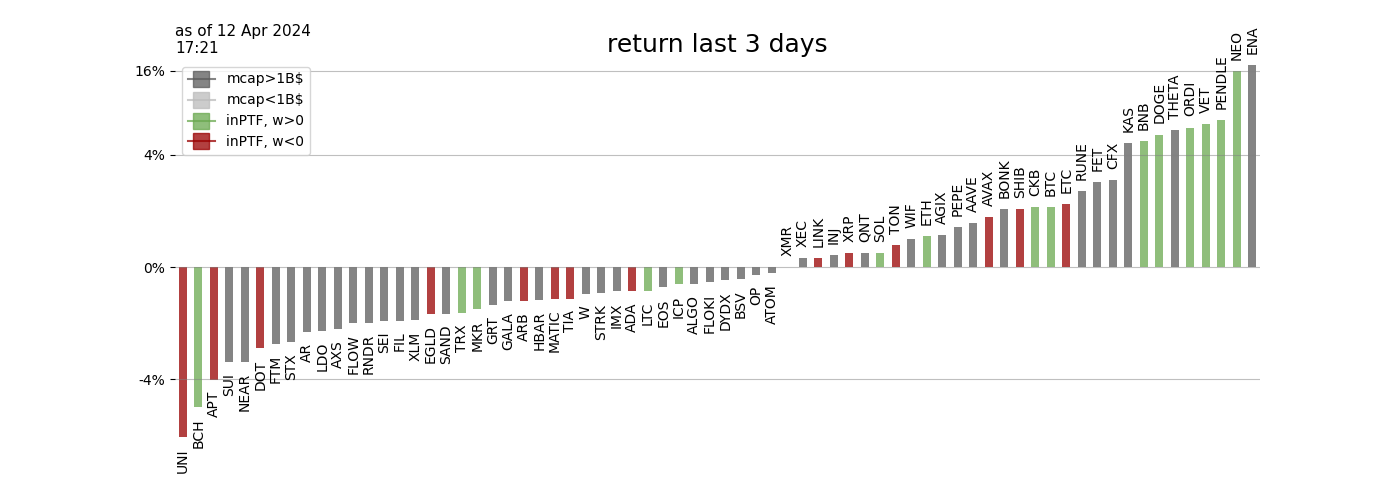 as of 12 Apr 2024
17:21
return last 3 days
mcap>1B$
mcap<1B$
inPTF, w>0
inPTF, w<0
16%
4%
0%
-4%
UNI
BCH
APT
SUI
NEAR
DOT
FTM
STX
AR
LDO
AXS
FLOW
RNDR
SEI
FIL
XLM
EGLD
SAND
TRX
MKR
GRT
GALA
ARB
HBAR
MATIC
TIA
W
STRK
IMX
ADA
LTC
EOS
ICP
ALGO
FLOKI
DYDX
BSV
OP
ATOM
XMR
XEC
LINK
INJ
XRP
QNT
SOL
TON
WIF
ETH
AGIX
PEPE
AAVE
AVAX
BONK
SHIB
CKB
BTC
ETC
RUNE
FET
CFX
KAS
BNB
DOGE
THETA
ORDI
VET
PENDLE
NEO
ENA